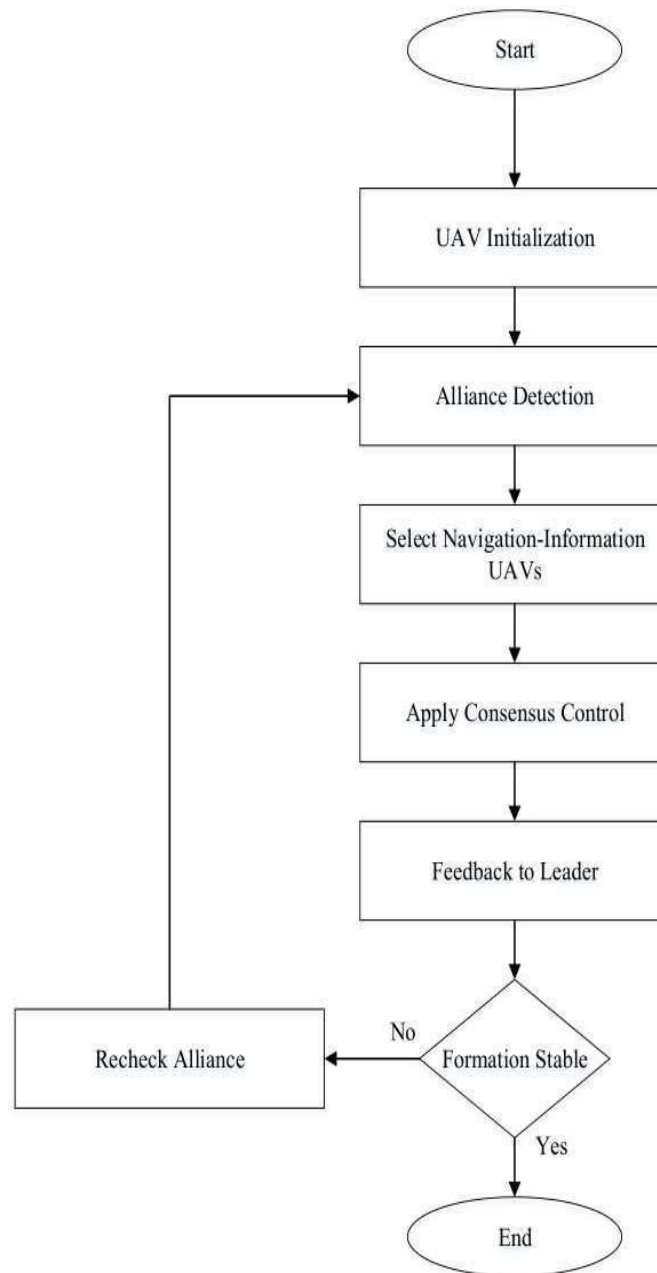 Start
UAV Initialization
Alliance Detection
Select Navigation-Information
UAVs
Apply Consensus Control
Feedback to Leader
No
Recheck Alliance
Formation Stable
Yes
End